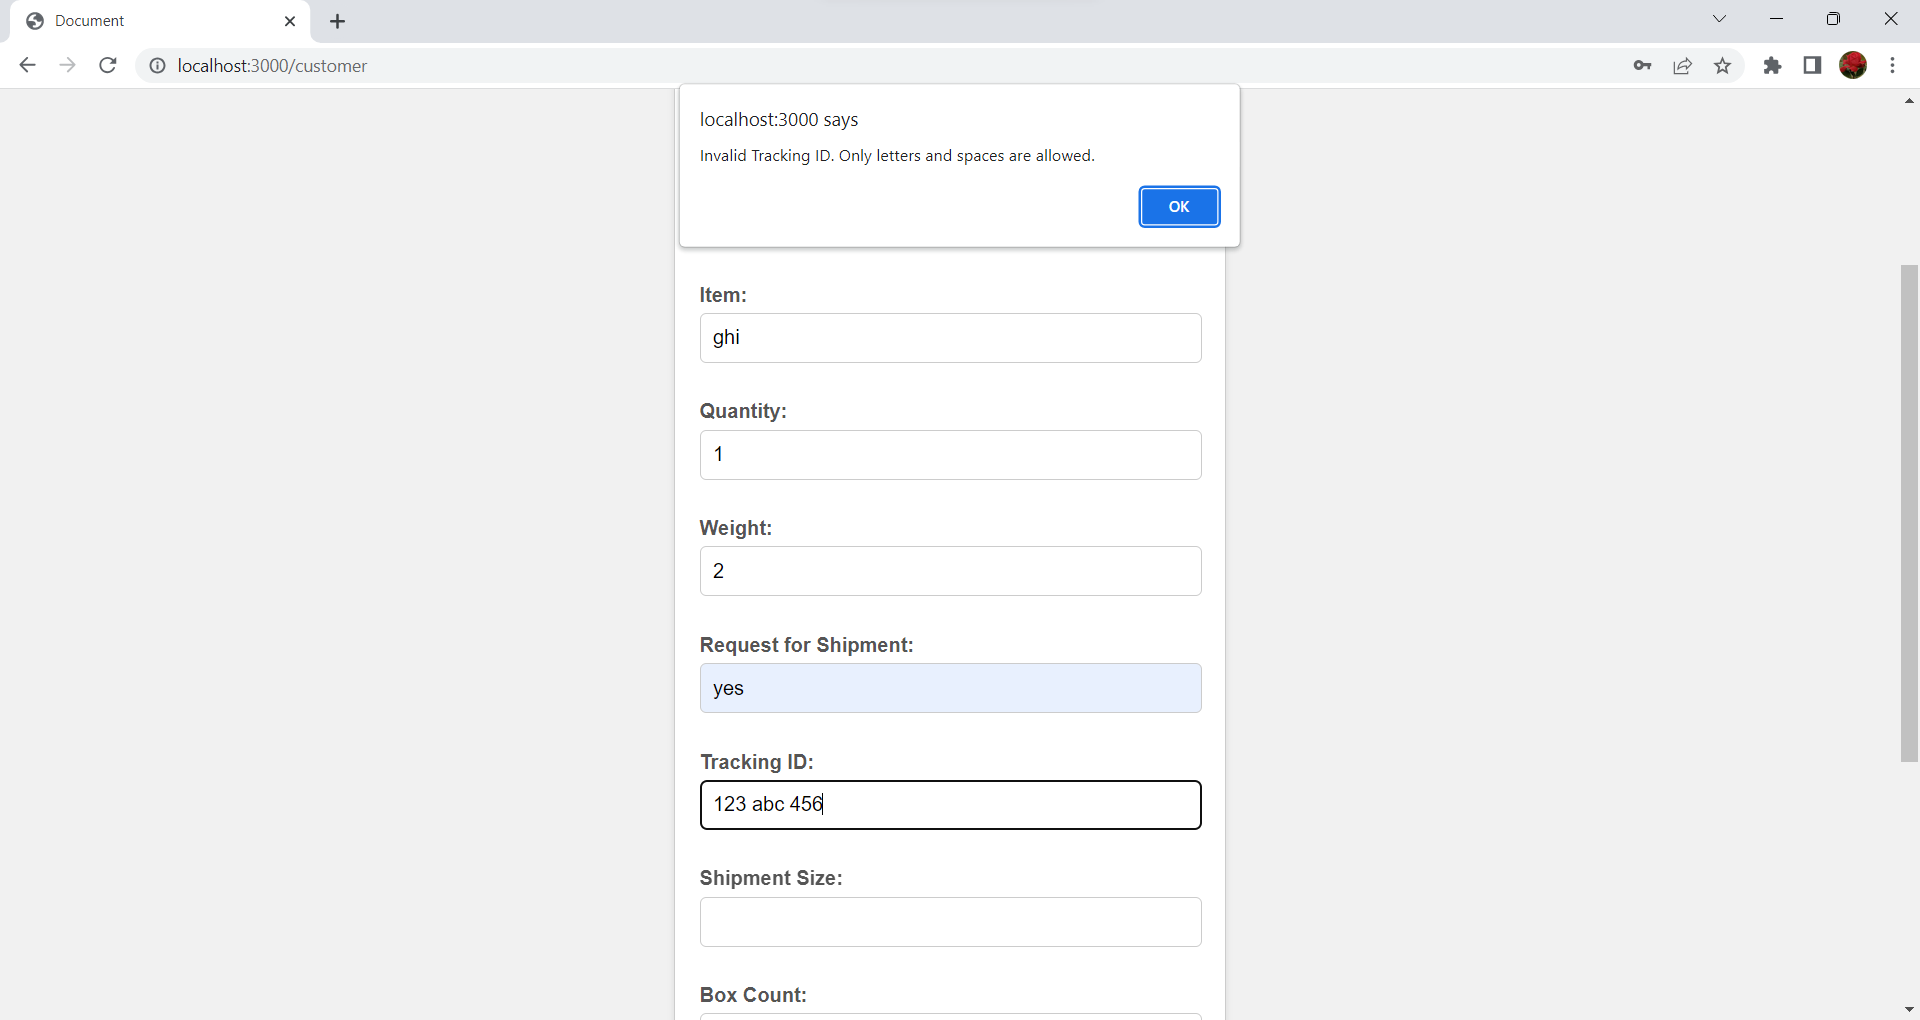 Document
localhost:3000/customer
localhost:3000 says
Invalid Tracking ID. Only letters and spaces are allowed.
OK
Item:
ghi
Quantity:
1
Weight:
2
Request for Shipment:
yes
Tracking ID:
123 abc 456
Shipment Size:
Box Count: